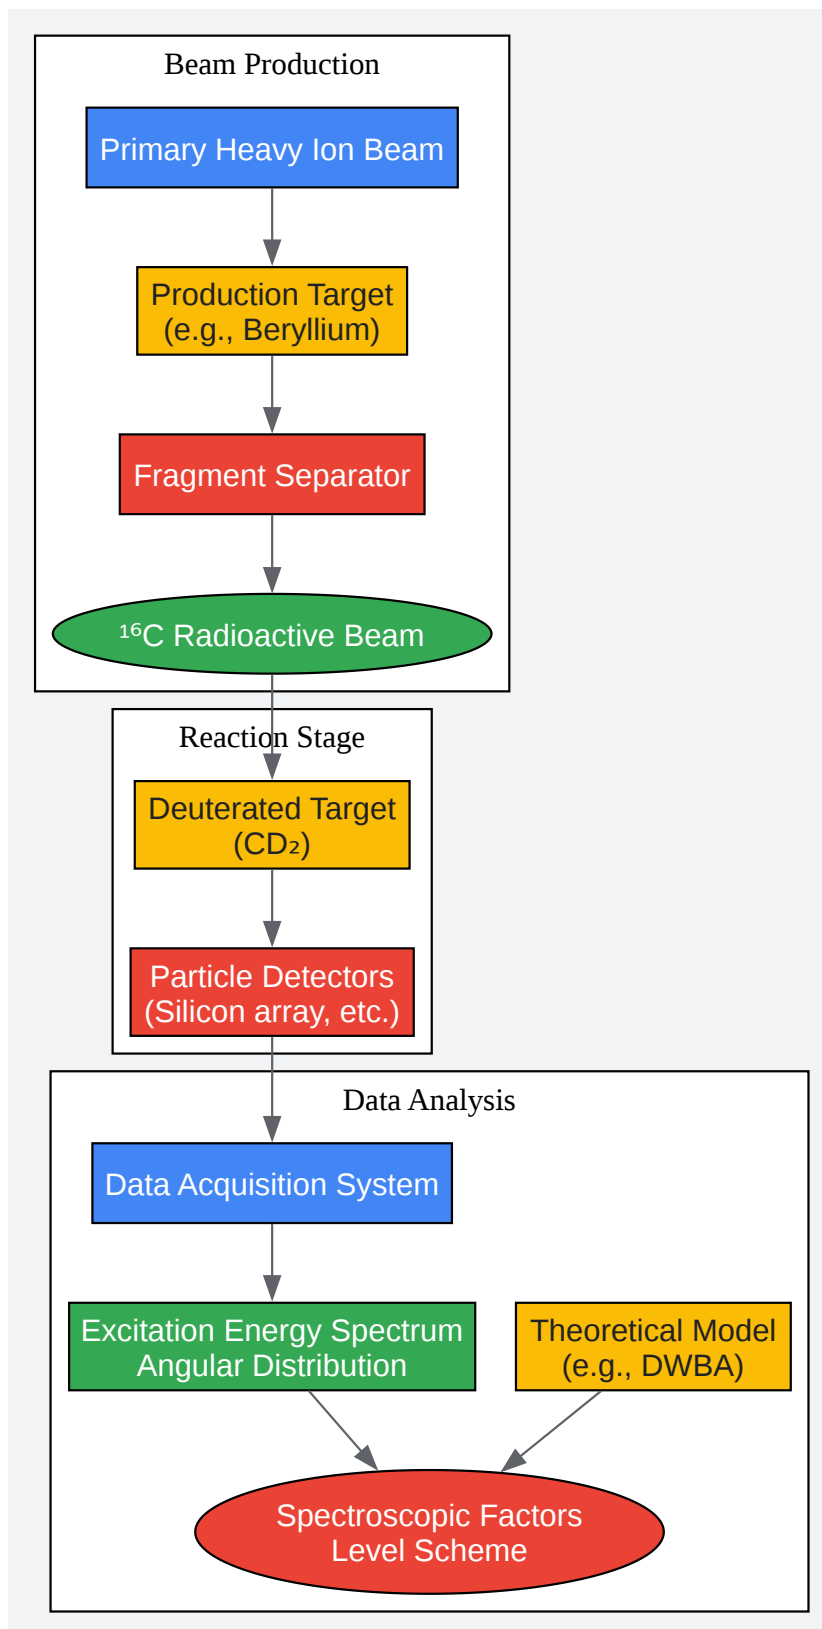 Beam Production
Primary Heavy Ion Beam
Production Target
(e.g., Beryllium)
Fragment Separator
¹⁶C Radioactive Beam
Reaction Stage
Deuterated Target
(CD₂)
Particle Detectors
(Silicon array, etc.)
Data Analysis
Data Acquisition System
Excitation Energy Spectrum
Angular Distribution
Theoretical Model
(e.g., DWBA)
Spectroscopic Factors
Level Scheme